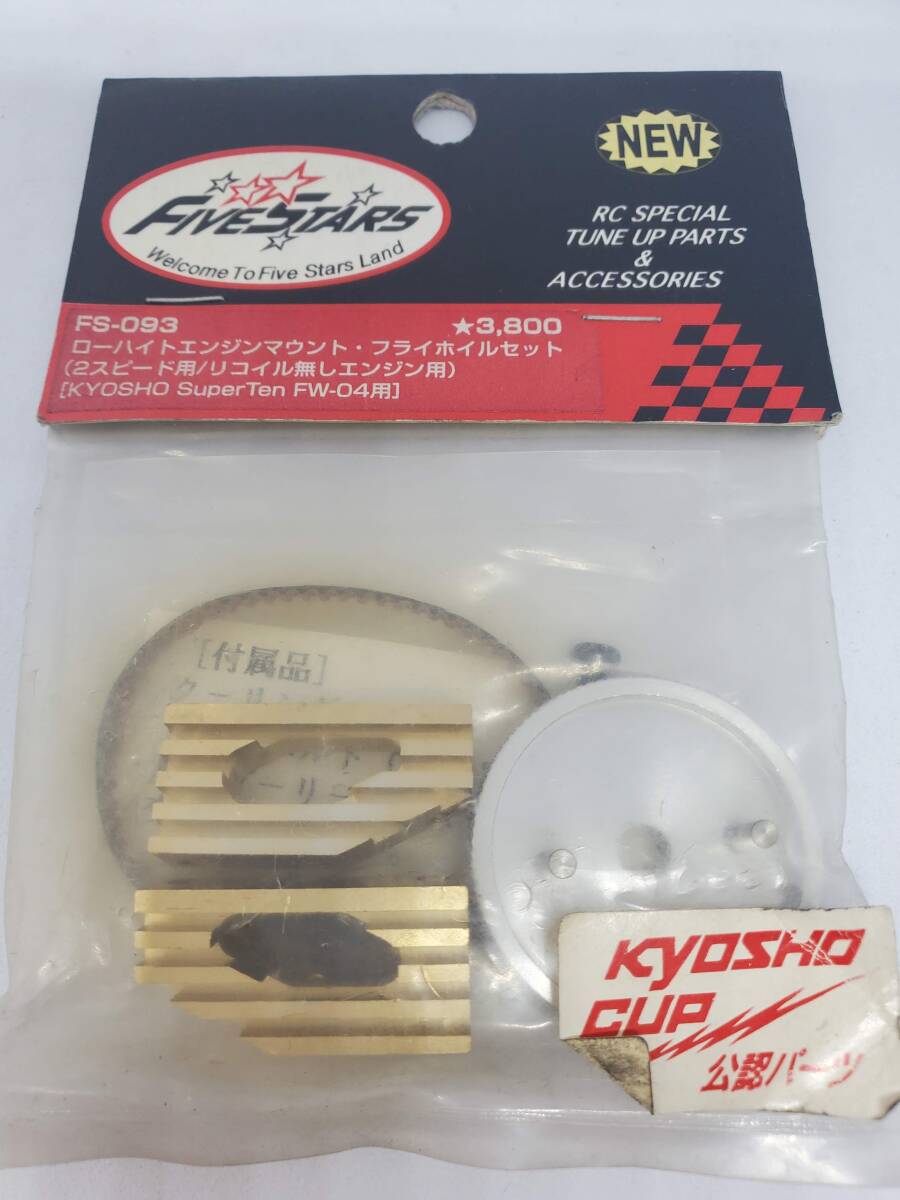 NEW
FIVESTARS
Welcome To Five Stars Land
RC SPECIAL
TUNE UP PARTS
&
ACCESSORIES
FS-093 ★3,800
ローハイトエンジンマウント・フライホイルセット
(2スピード用/リコイル無しエンジン用)
[KYOSHO SuperTen FW-04用]
[付属品]
KYOSHO
CUP
公認パーツ